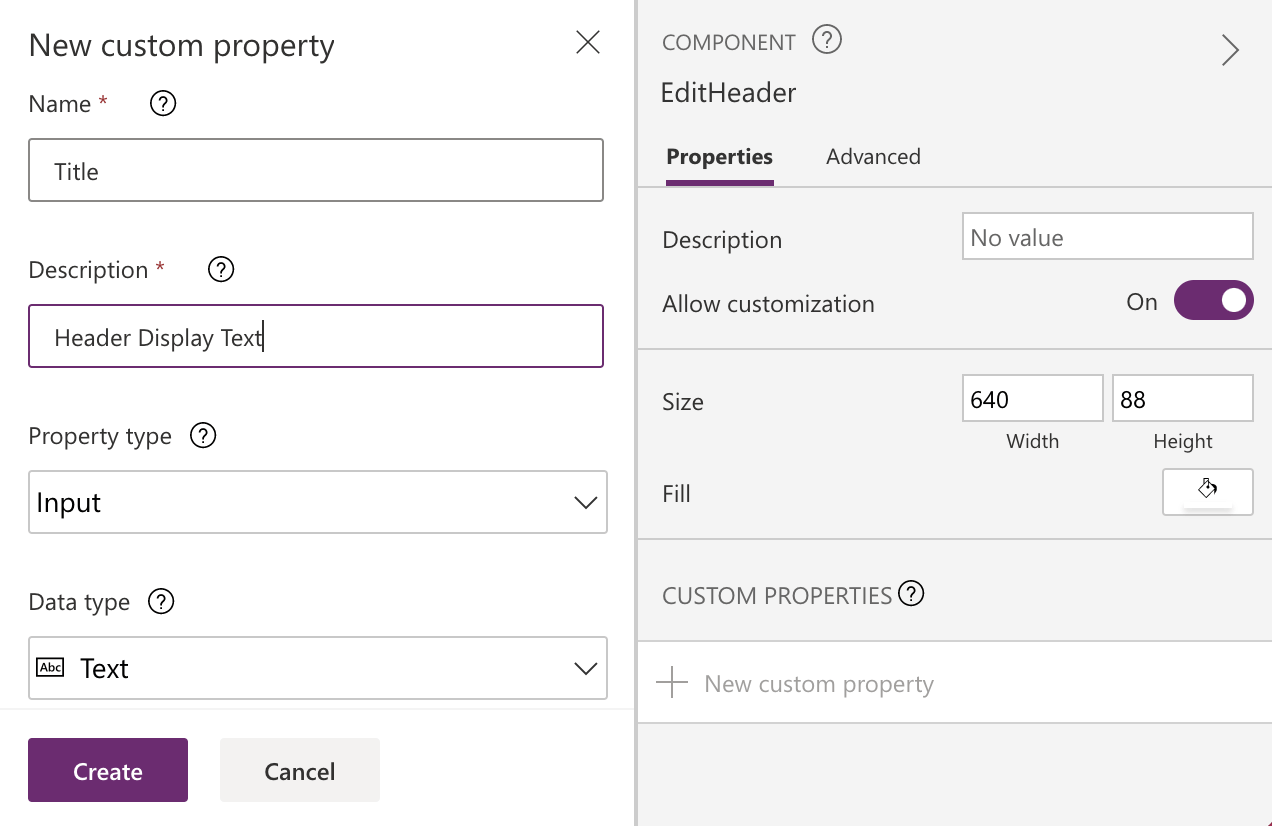 New custom property
Name *
Title
Description *
Header Display Text
Property type
Input
Data type
Abc Text
Create Cancel
COMPONENT
EditHeader
Properties Advanced
Description No value
Allow customization On
Size 640 88
Width Height
Fill
CUSTOM PROPERTIES
New custom property